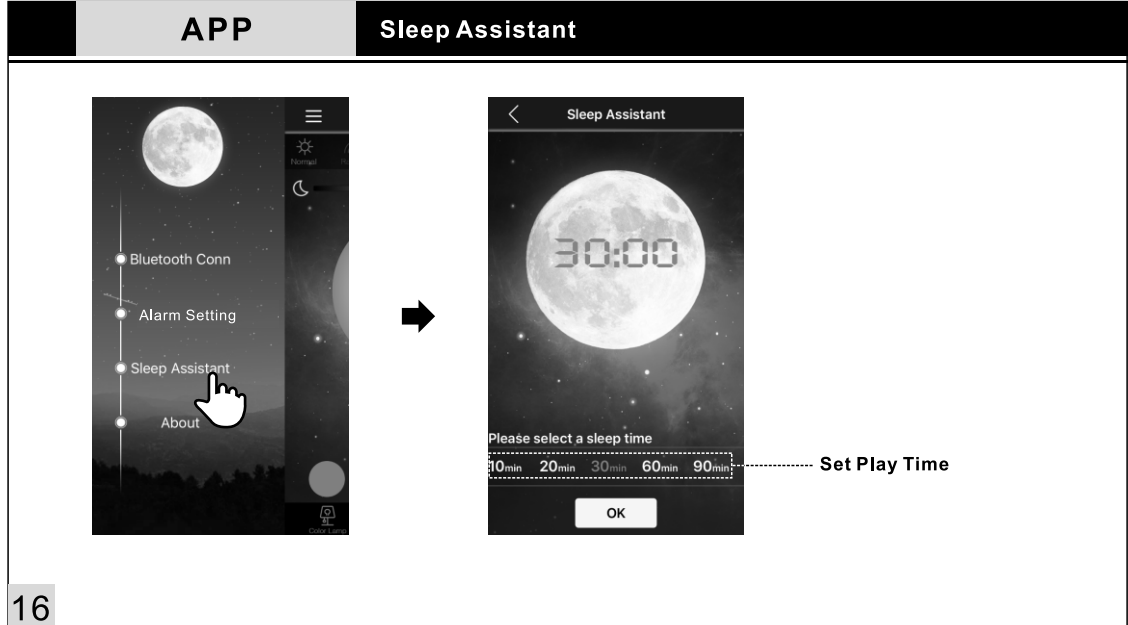 APP
Sleep Assistant
Bluetooth Conn
Alarm Setting
Sleep Assistant
About
Normal
Color Lamp
Sleep Assistant
30:00
Please select a sleep time
10min 20min 30min 60min 90min
Set Play Time
OK
16